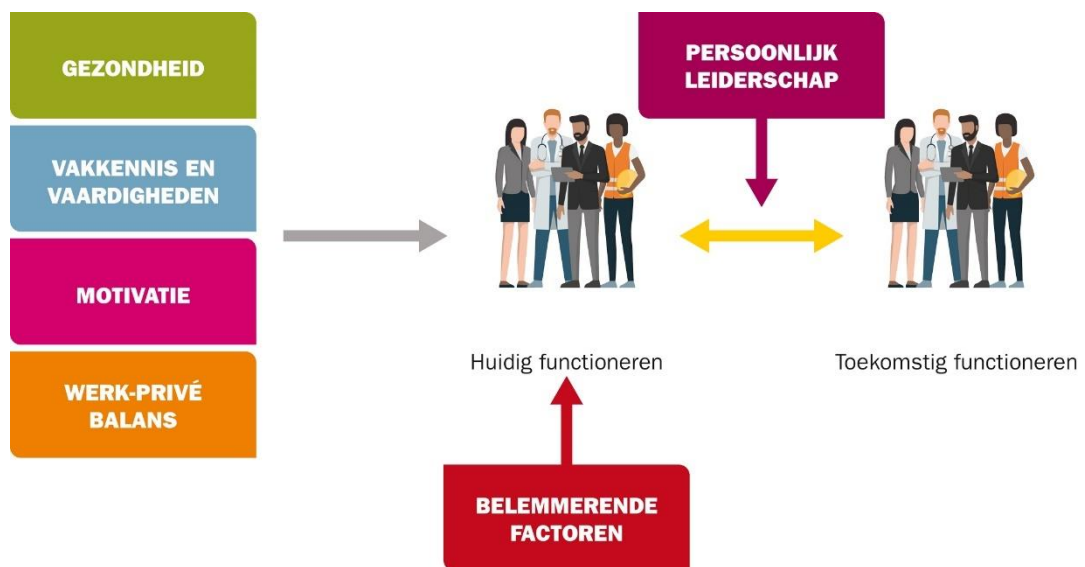 GEZONDHEID
VAKKENNIS EN
VAARDIGHEDEN
MOTIVATIE
WERK-PRIVÉ
BALANS
PERSOONLIJK
LEIDERSCHAP
Huidig functioneren
Toekomstig functioneren
BELEMMERENDE
FACTOREN